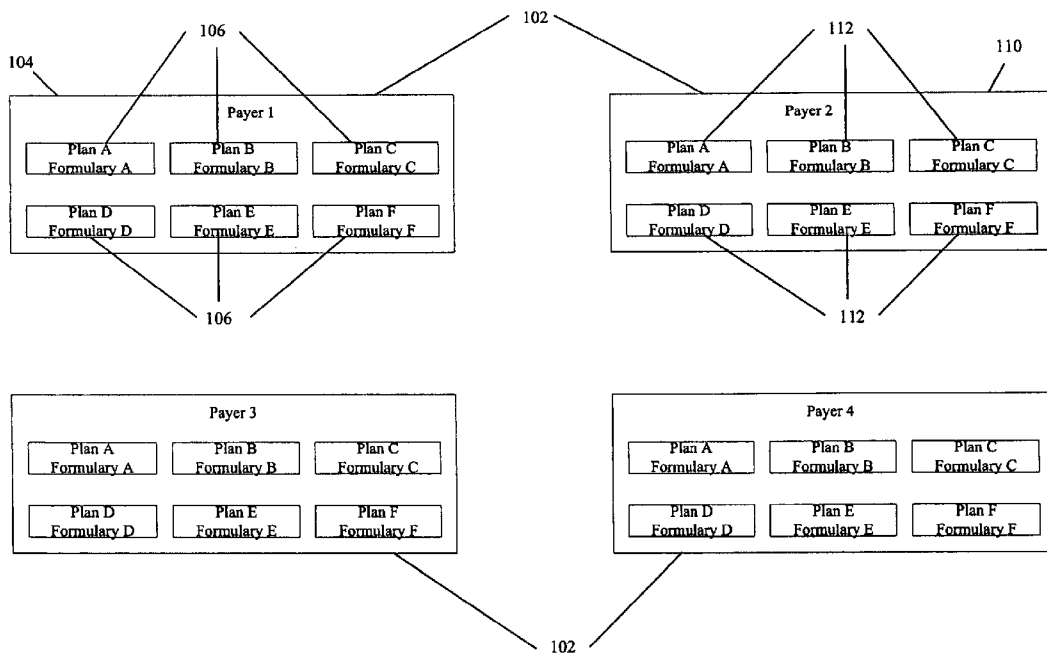 106
102
112
104
110
Payer 1
Plan A
Formulary A
Plan B
Formulary B
Plan C
Formulary C
Plan D
Formulary D
Plan E
Formulary E
Plan F
Formulary F
106
Payer 2
Plan A
Formulary A
Plan B
Formulary B
Plan C
Formulary C
Plan D
Formulary D
Plan E
Formulary E
Plan F
Formulary F
112
Payer 3
Plan A
Formulary A
Plan B
Formulary B
Plan C
Formulary C
Plan D
Formulary D
Plan E
Formulary E
Plan F
Formulary F
Payer 4
Plan A
Formulary A
Plan B
Formulary B
Plan C
Formulary C
Plan D
Formulary D
Plan E
Formulary E
Plan F
Formulary F
102